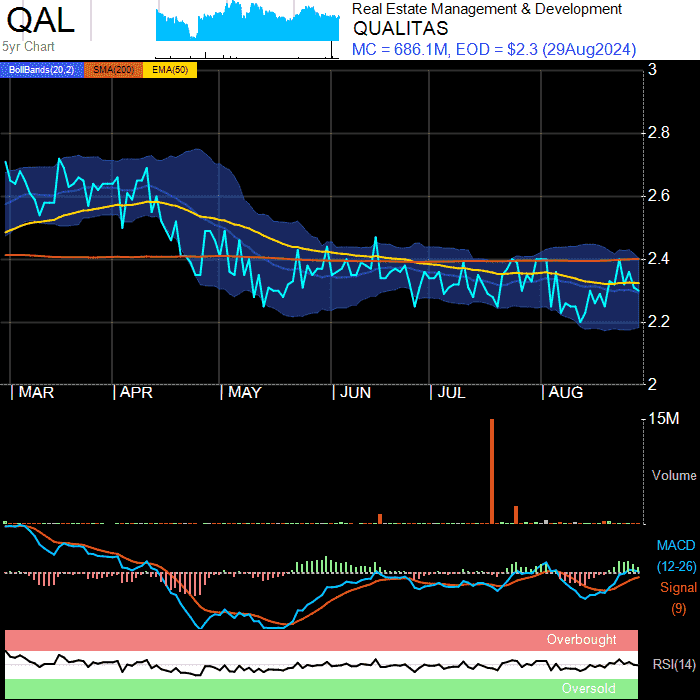 QAL
5yr Chart
Real Estate Management & Development
QUALITAS
MC = 686.1M, EOD = $2.3 (29Aug2024)
BollBands(20,2) SMA(200) EMA(50)
3
2.8
2.6
2.4
2.2
2
MAR APR MAY JUN JUL AUG
15M
Volume
MACD
(12-26)
Signal
(9)
Overbought
RSI(14)
Oversold